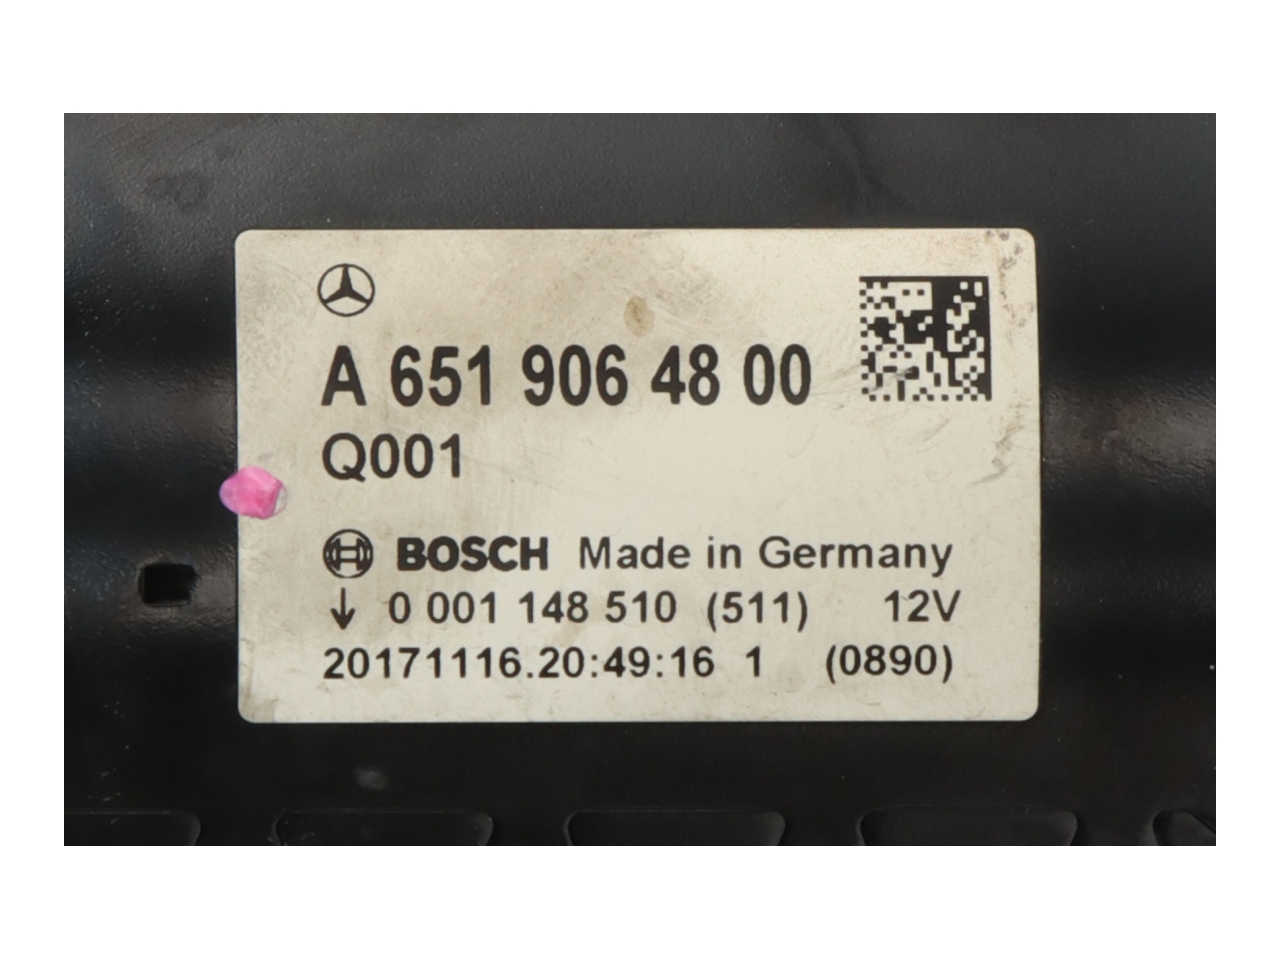 A 651 906 48 00
Q001
BOSCH Made in Germany
↓ 0 001 148 510 (511) 12V
20171116.20:49:16 1 (0890)